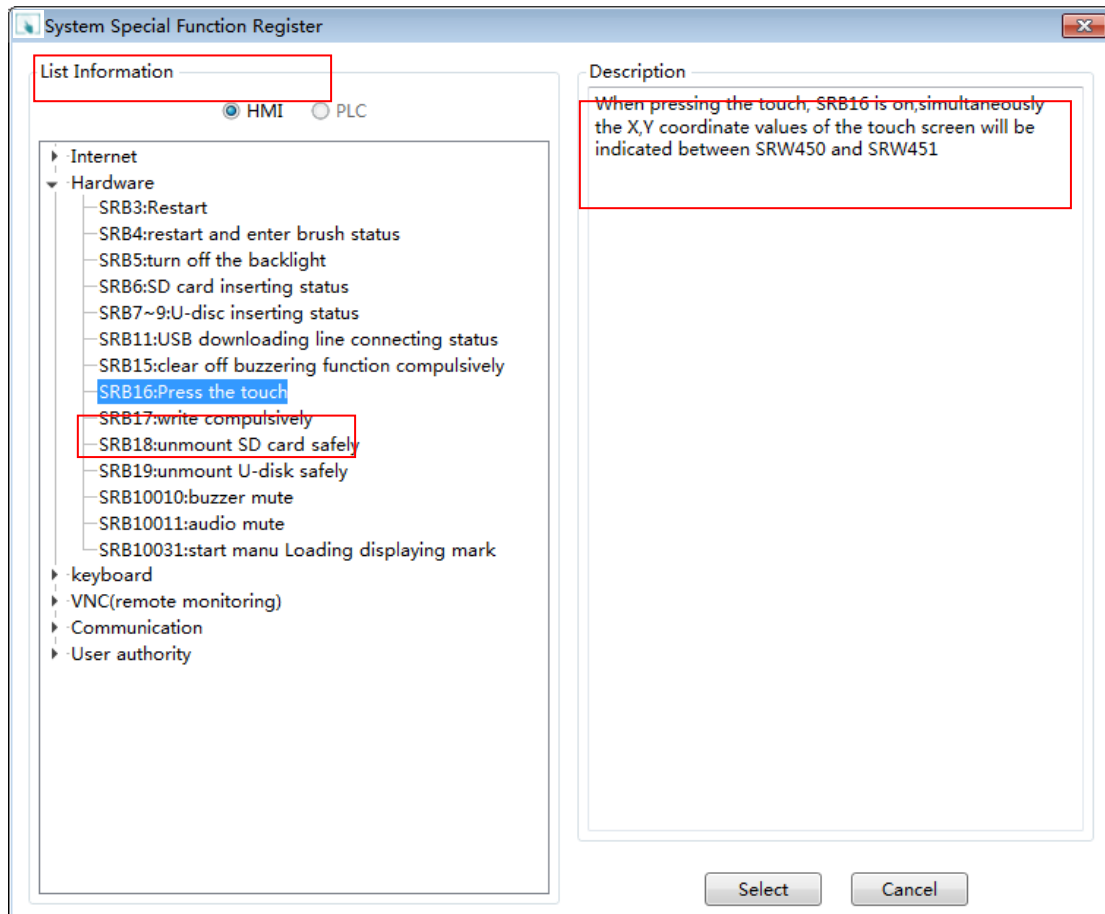 System Special Function Register
List Information
HMI
PLC
Internet
Hardware
SRB3:Restart
SRB4:restart and enter brush status
SRB5:turn off the backlight
SRB6:SD card inserting status
SRB7~9:U-disc inserting status
SRB11:USB downloading line connecting status
SRB15:clear off buzzering function compulsively
SRB16:Press the touch
SRB17:write compulsively
SRB18:unmount SD card safely
SRB19:unmount U-disk safely
SRB10010:buzzer mute
SRB10011:audio mute
SRB10031:start manu Loading displaying mark
keyboard
VNC(remote monitoring)
Communication
User authority
Description
When pressing the touch, SRB16 is on,simultaneously
the X,Y coordinate values of the touch screen will be
indicated between SRW450 and SRW451
Select
Cancel